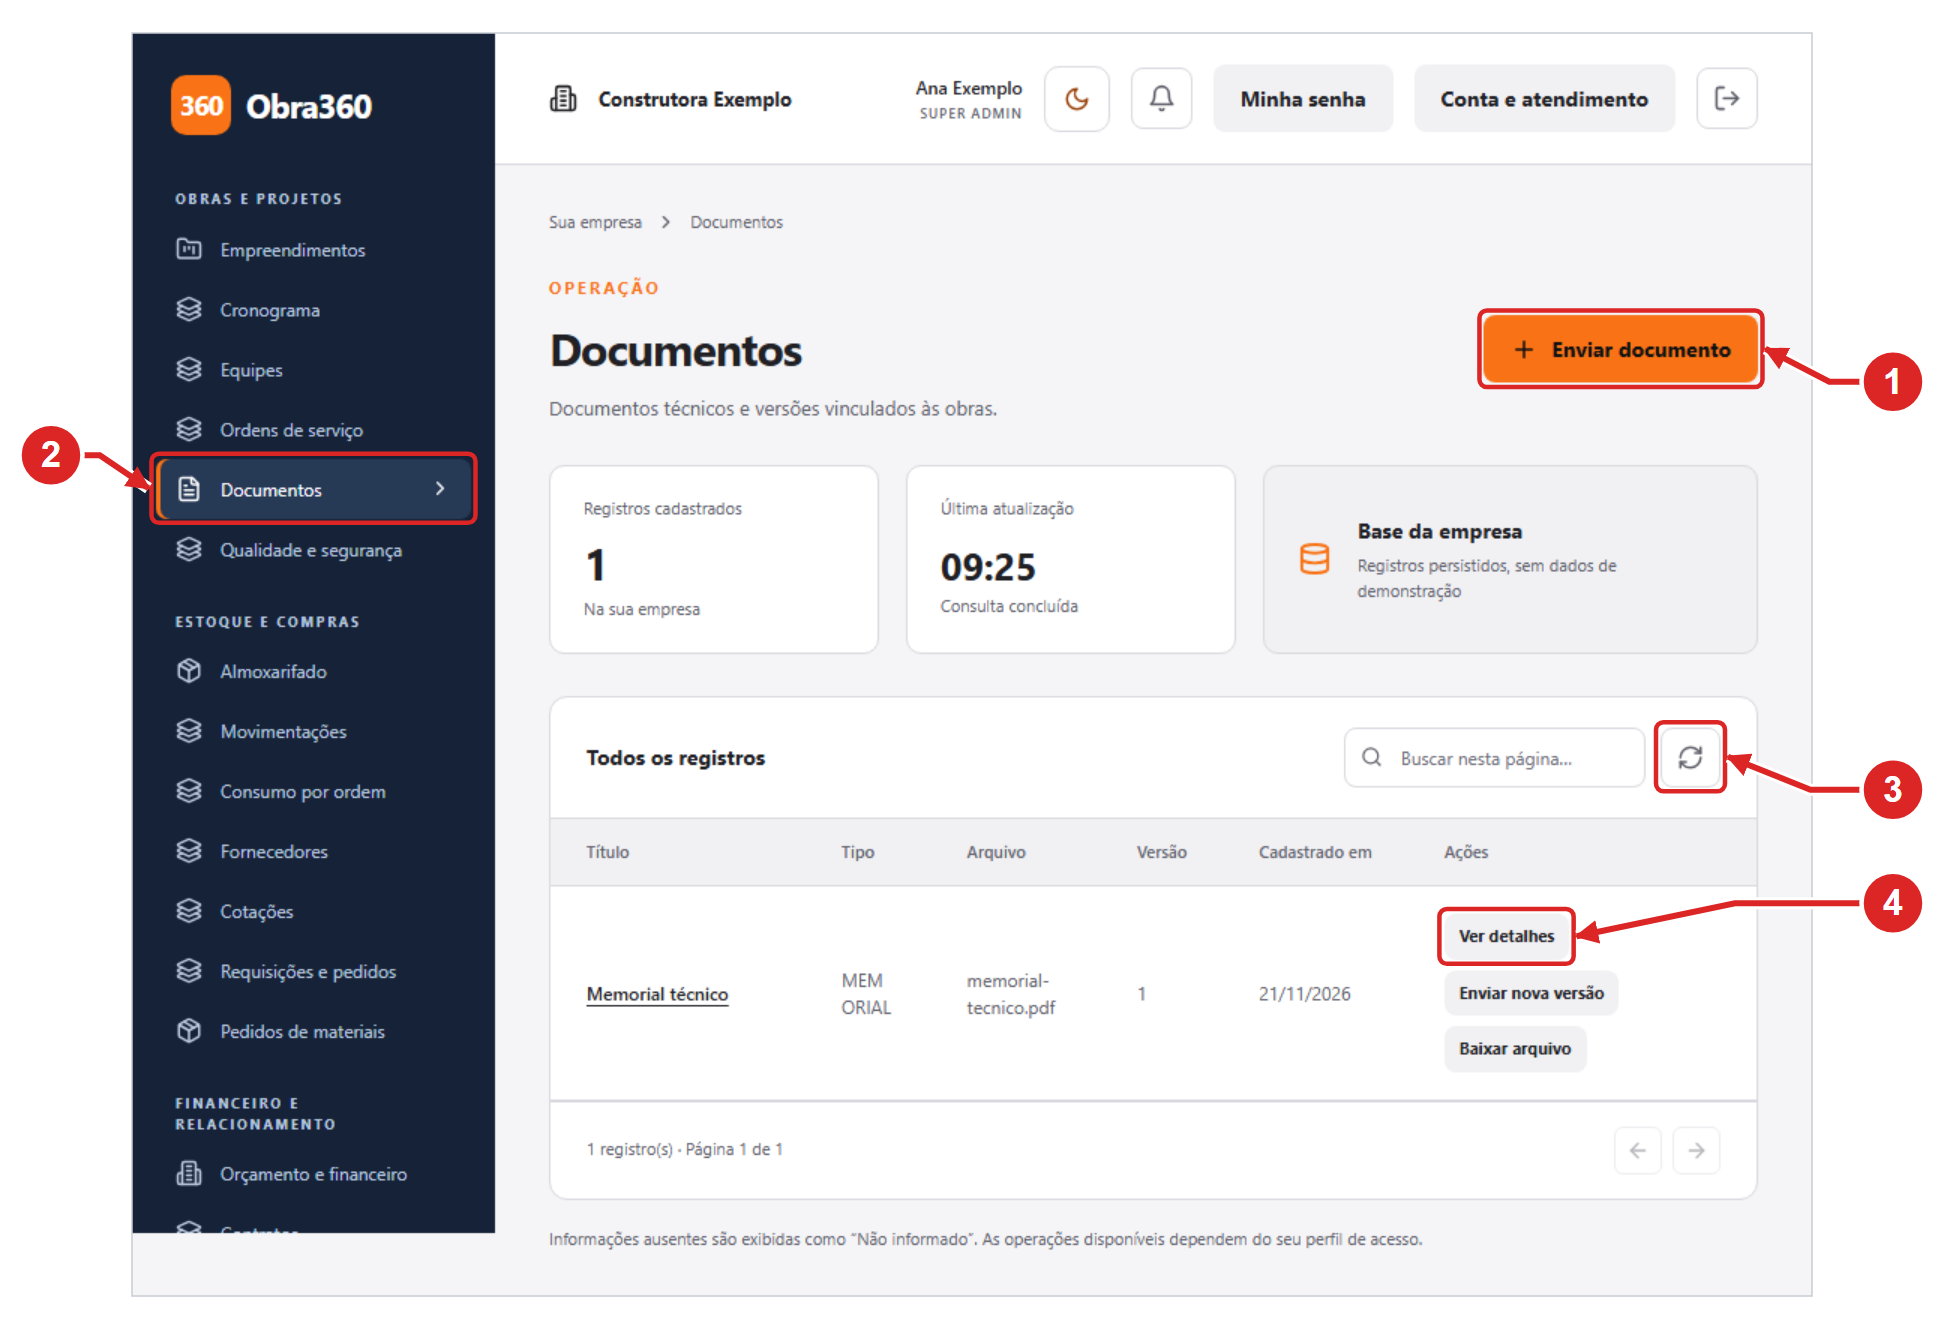 360 Obra360
OBRAS E PROJETOS
Empreendimentos
Cronograma
Equipes
Ordens de serviço
2
Documentos
Qualidade e segurança
ESTOQUE E COMPRAS
Almoxarifado
Movimentações
Consumo por ordem
Fornecedores
Cotações
Requisições e pedidos
Pedidos de materiais
FINANCEIRO E
RELACIONAMENTO
Orçamento e financeiro
Construtora Exemplo
Ana Exemplo
SUPER ADMIN
Minha senha
Conta e atendimento
Sua empresa > Documentos
OPERAÇÃO
Documentos
Documentos técnicos e versões vinculados às obras.
+ Enviar documento
1
Registros cadastrados
1
Na sua empresa
Última atualização
09:25
Consulta concluída
Base da empresa
Registros persistidos, sem dados de
demonstração
Todos os registros
Buscar nesta página...
3
Título Tipo Arquivo Versão Cadastrado em Ações
4
Memorial técnico
MEM
ORIAL
memorial-
tecnico.pdf
1
21/11/2026
Ver detalhes
Enviar nova versão
Baixar arquivo
1 registro(s) · Página 1 de 1
Informações ausentes são exibidas como “Não informado”. As operações disponíveis dependem do seu perfil de acesso.